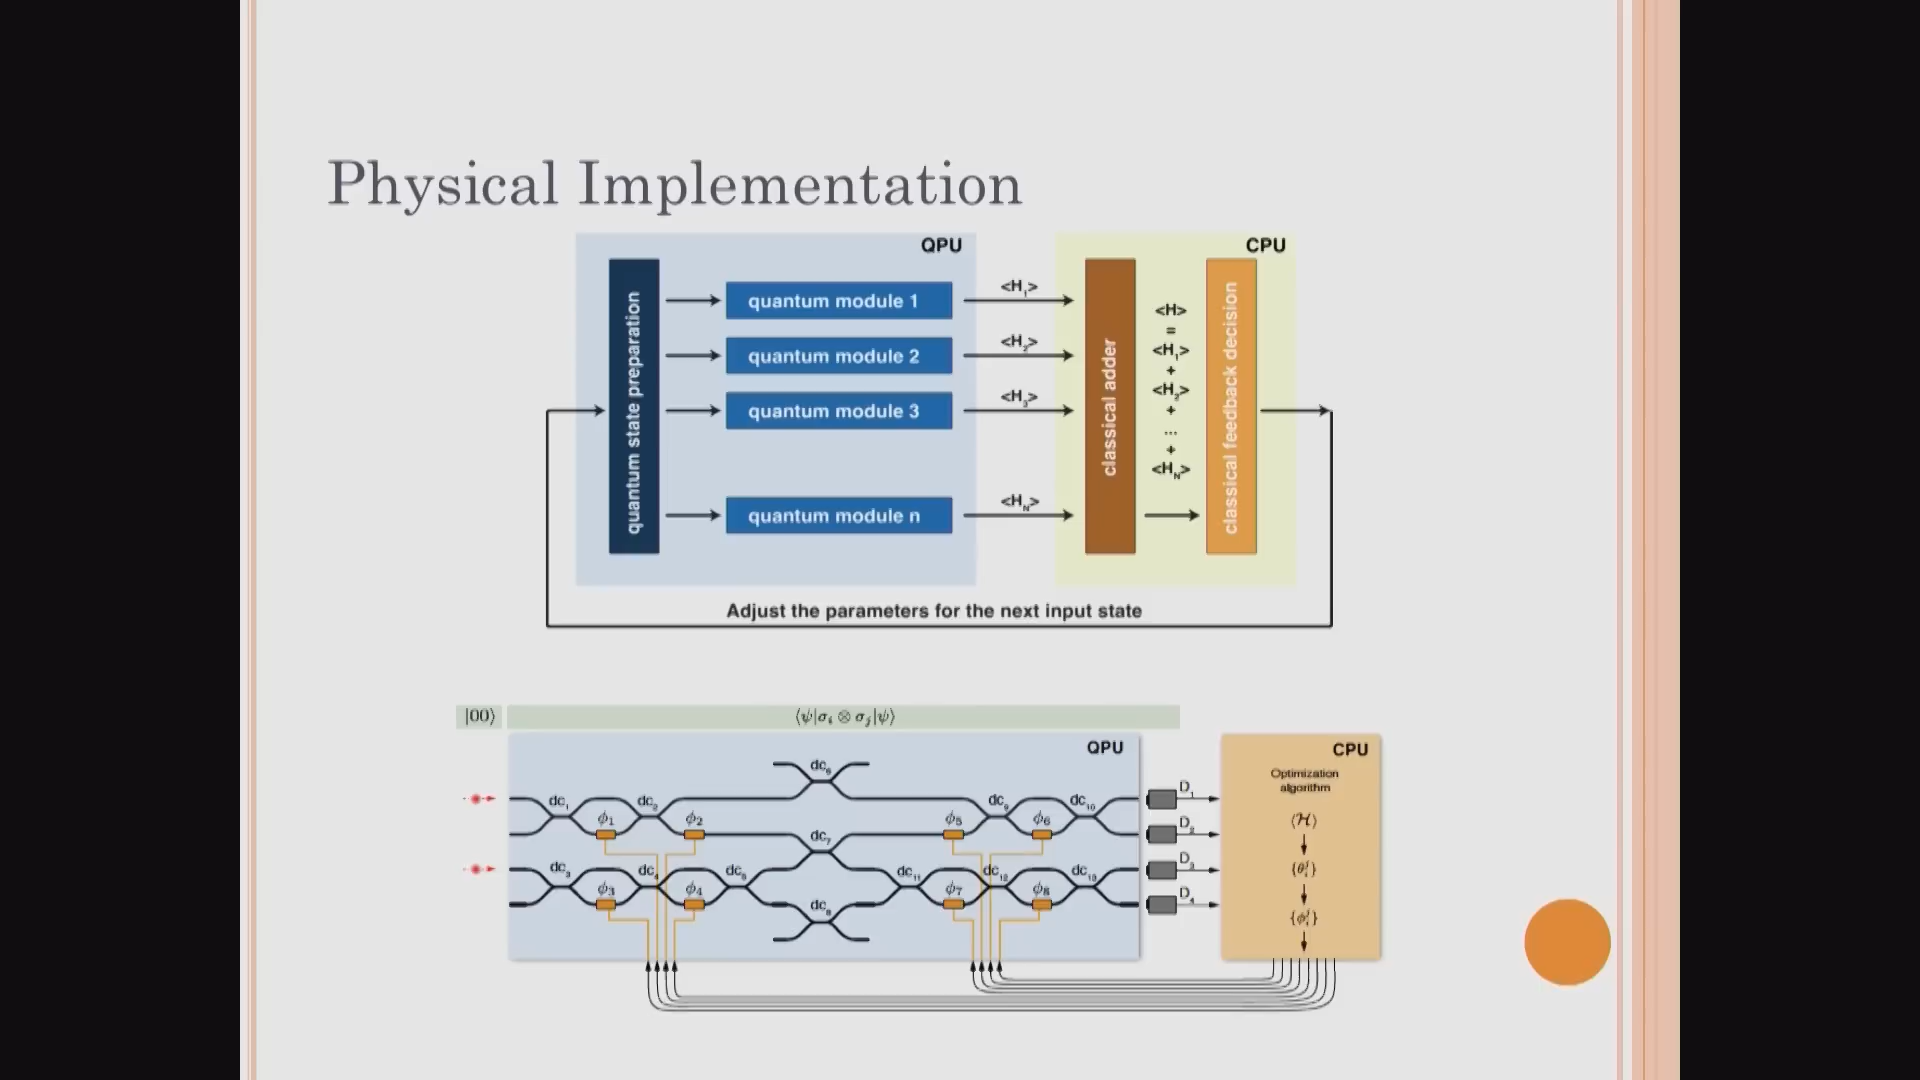 Physical Implementation
QPU
CPU
quantum state preparation
quantum module 1
quantum module 2
quantum module 3
quantum module n
<H₁>
<H₂>
<H₃>
<H_N>
classical adder
<H>
=
<H₁>
+
<H₂>
+
...
+
<H_N>
classical feedback decision
Adjust the parameters for the next input state
|00⟩
⟨ψ|σᵢ ⊗ σⱼ|ψ⟩
QPU
dc₁
dc₂
dc₃
dc₄
dc₅
dc₆
dc₇
dc₈
dc₉
dc₁₀
dc₁₁
dc₁₂
dc₁₃
ϕ₁
ϕ₂
ϕ₃
ϕ₄
ϕ₅
ϕ₆
ϕ₇
ϕ₈
D₁
D₂
D₃
D₄
CPU
Optimization
algorithm
⟨ℋ⟩
{θᵢʲ}
{ϕᵢʲ}